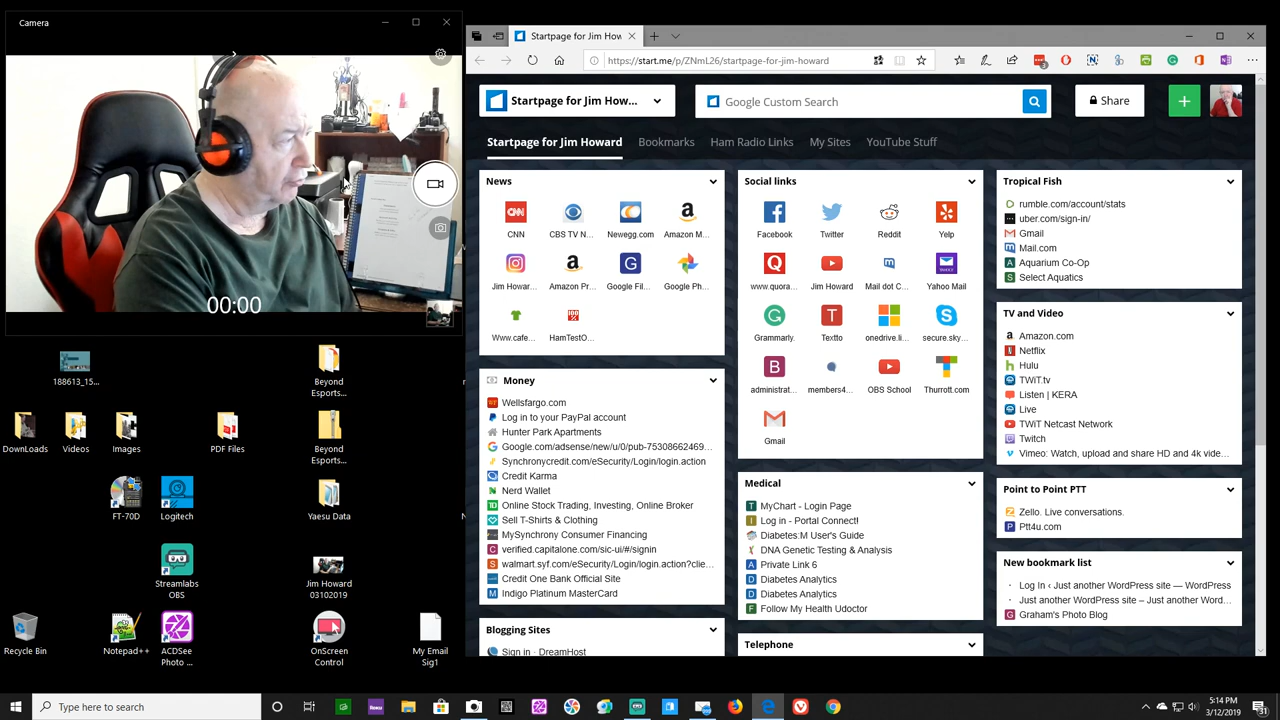 Camera
00:00
188613_15...
Beyond
Esports...
DownLoads
Videos
Images
PDF Files
Beyond
Esports...
FT-70D
Logitech
Yaesu Data
Streamlabs
OBS
Jim Howard
03102019
Recycle Bin
Notepad++
ACDSee
Photo ...
OnScreen
Control
My Email
Sig1
Startpage for Jim How
https://start.me/p/ZNmL26/startpage-for-jim-howard
Startpage for Jim How...
Google Custom Search
Share
Startpage for Jim Howard
Bookmarks
Ham Radio Links
My Sites
YouTube Stuff
News
CNN
CBS TV N...
Newegg.com
Amazon M...
Jim Howar...
Amazon Pr...
Google Fil...
Google Ph...
Www.cafe...
HamTestO...
Money
Wellsfargo.com
Log in to your PayPal account
Hunter Park Apartments
Google.com/adsense/new/u/0/pub-75308662469...
Synchronycredit.com/eSecurity/Login/login.action
Credit Karma
Nerd Wallet
Online Stock Trading, Investing, Online Broker
Sell T-Shirts & Clothing
MySynchrony Consumer Financing
verified.capitalone.com/sic-ui/#/signin
walmart.syf.com/eSecurity/Login/login.action?clie...
Credit One Bank Official Site
Indigo Platinum MasterCard
Blogging Sites
Sign in · DreamHost
Social links
Facebook
Twitter
Reddit
Yelp
www.quora...
Jim Howard
Mail dot C...
Yahoo Mail
Grammarly.
Textto
onedrive.li...
secure.sky...
administrat...
members4...
OBS School
Thurrott.com
Gmail
Medical
MyChart - Login Page
Log in - Portal Connect!
Diabetes:M User's Guide
DNA Genetic Testing & Analysis
Private Link 6
Diabetes Analytics
Diabetes Analytics
Follow My Health Udoctor
Telephone
Tropical Fish
rumble.com/account/stats
uber.com/sign-in/
Gmail
Mail.com
Aquarium Co-Op
Select Aquatics
TV and Video
Amazon.com
Netflix
Hulu
TWiT.tv
Listen | KERA
Live
TWiT Netcast Network
Twitch
Vimeo: Watch, upload and share HD and 4k vide...
Point to Point PTT
Zello. Live conversations.
Ptt4u.com
New bookmark list
Log In ‹ Just another WordPress site — WordPress
Just another WordPress site – Just another Word...
Graham's Photo Blog
Type here to search
5:14 PM
3/12/2019